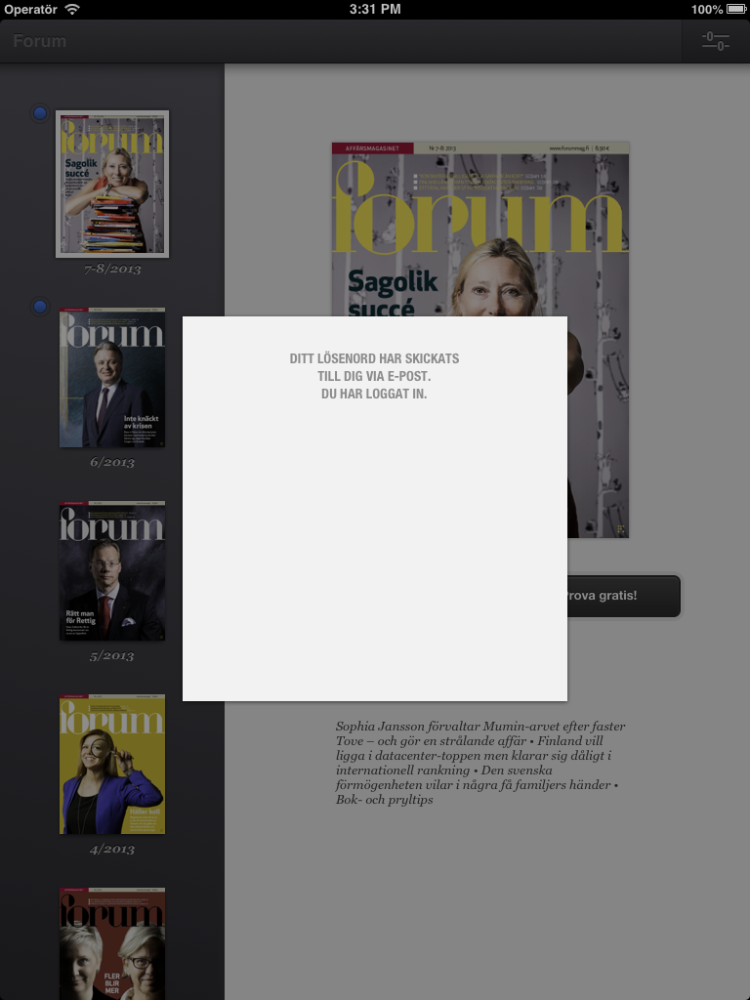 Operatör
3:31 PM
100%
Forum
forum
Sagolik
succé
7-8/2013
forum
Inte knäckt
av krisen
6/2013
forum
Rätt man
för Rettig
5/2013
forum
Håller koll
4/2013
forum
FLER
BLIR
MER
AFFÄRSMAGASINET
Nr 7-8 2013
www.forummag.fi | 8,90 €
forum
Sagolik
succé
DITT LÖSENORD HAR SKICKATS
TILL DIG VIA E-POST.
DU HAR LOGGAT IN.
Prova gratis!
Sophia Jansson förvaltar Mumin-arvet efter faster
Tove – och gör en strålande affär • Finland vill
ligga i datacenter-toppen men klarar sig dåligt i
internationell rankning • Den svenska
förmögenheten vilar i några få familjers händer •
Bok- och pryltips